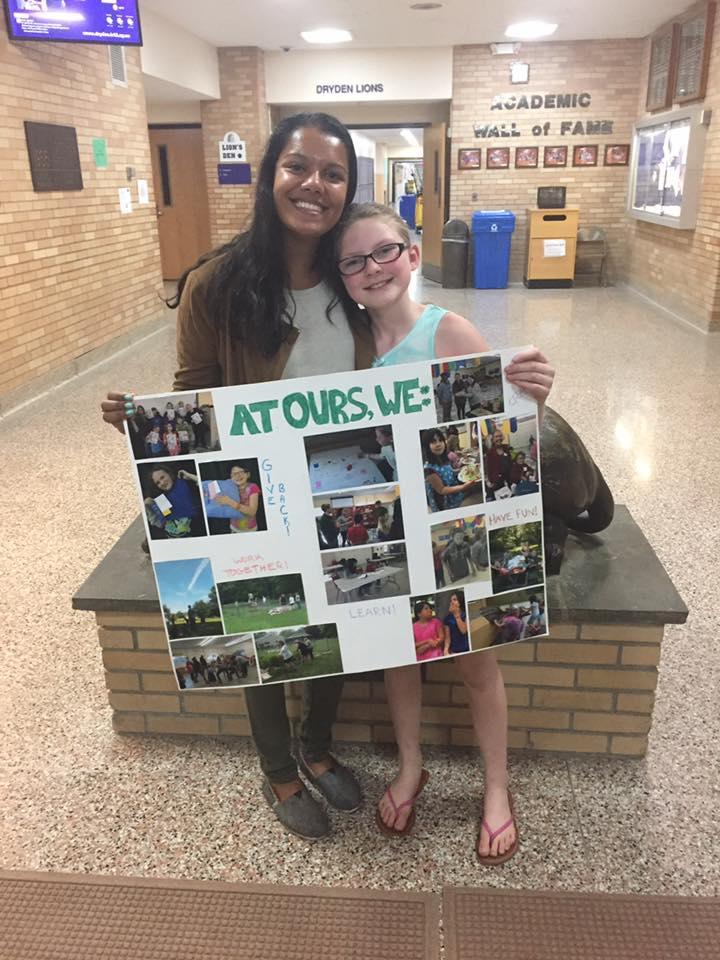 DRYDEN LIONS
ACADEMIC
WALL of FAME
LION'S
DEN
AT OURS, WE:
GIVE
BACK!
HAVE FUN!
WORK
TOGETHER!
LEARN!